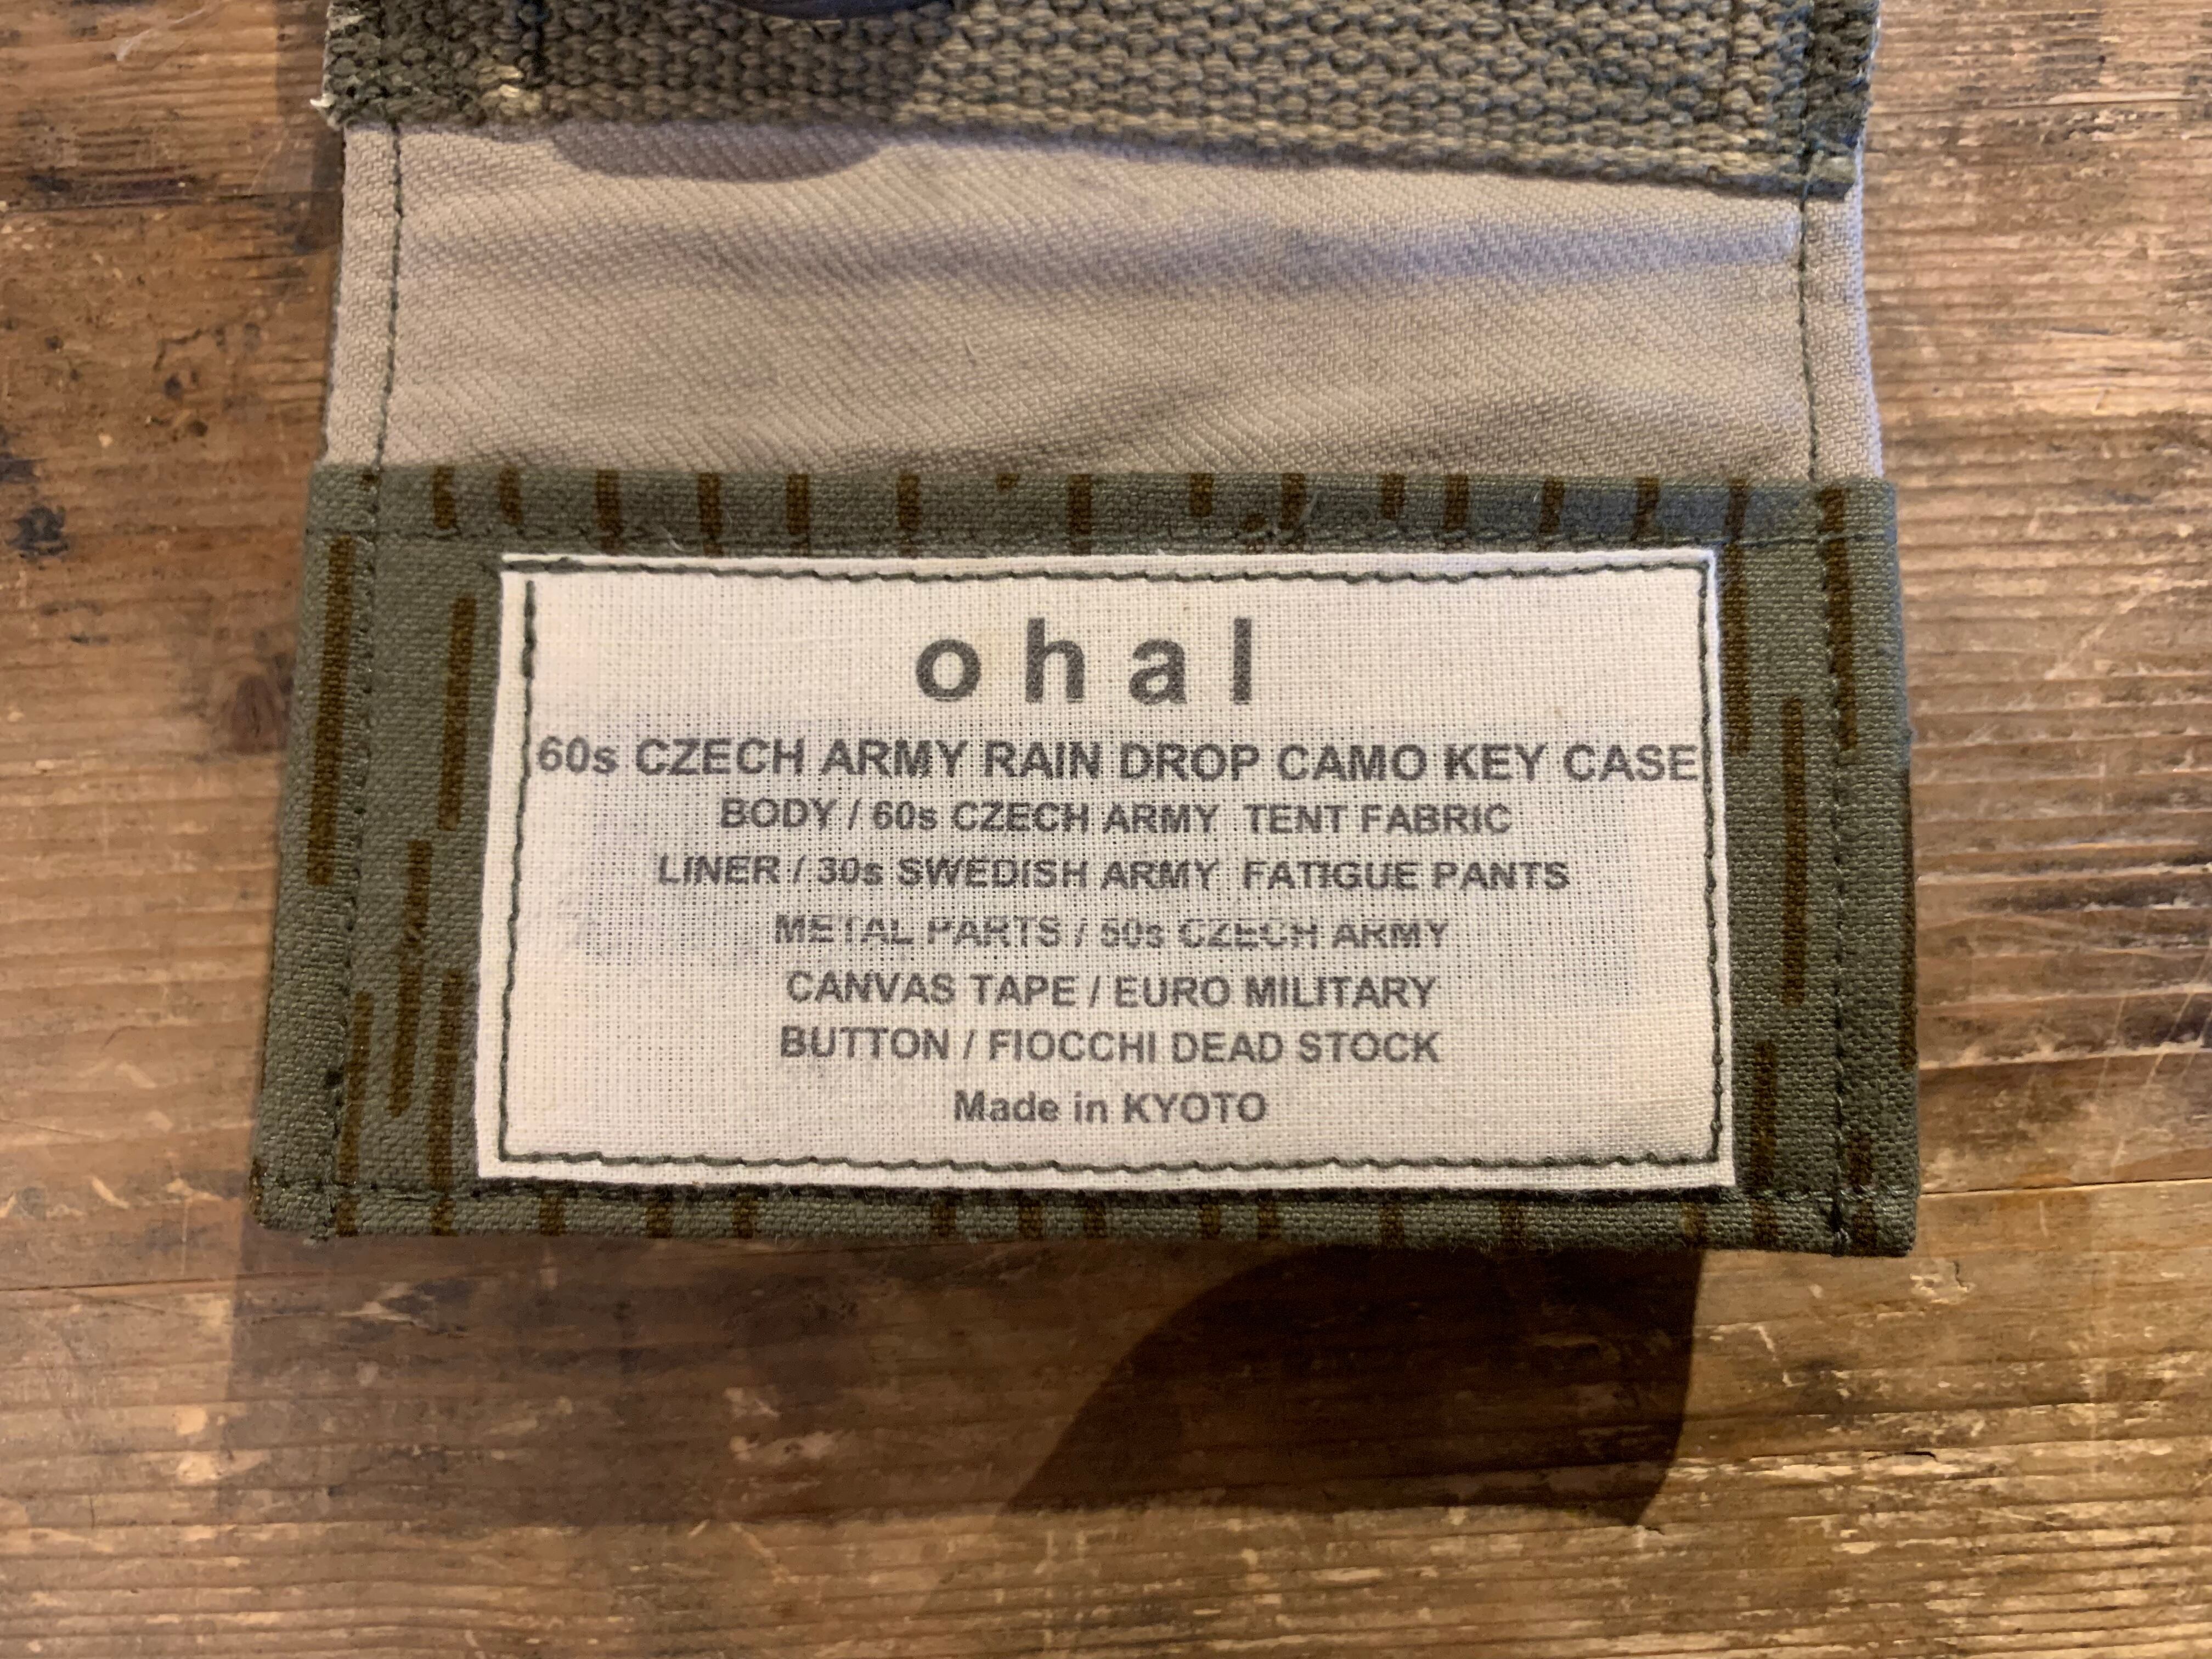 ohal
60s CZECH ARMY RAIN DROP CAMO KEY CASE
BODY / 60s CZECH ARMY TENT FABRIC
LINER / 30s SWEDISH ARMY FATIGUE PANTS
METAL PARTS / 50s CZECH ARMY
CANVAS TAPE / EURO MILITARY
BUTTON / FIOCCHI DEAD STOCK
Made in KYOTO